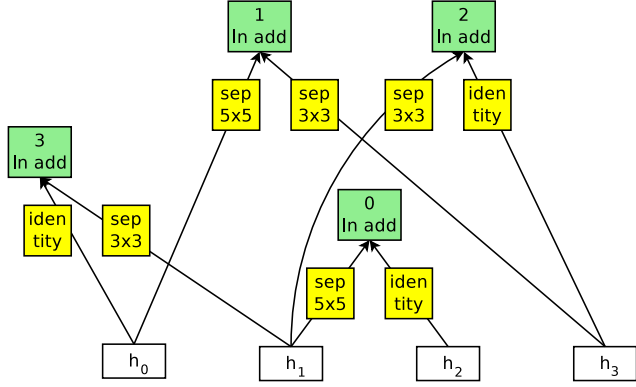 1
In add
2
In add
sep
5x5
sep
3x3
sep
3x3
iden
tity
3
In add
0
In add
iden
tity
sep
3x3
sep
5x5
iden
tity
h0
h1
h2
h3